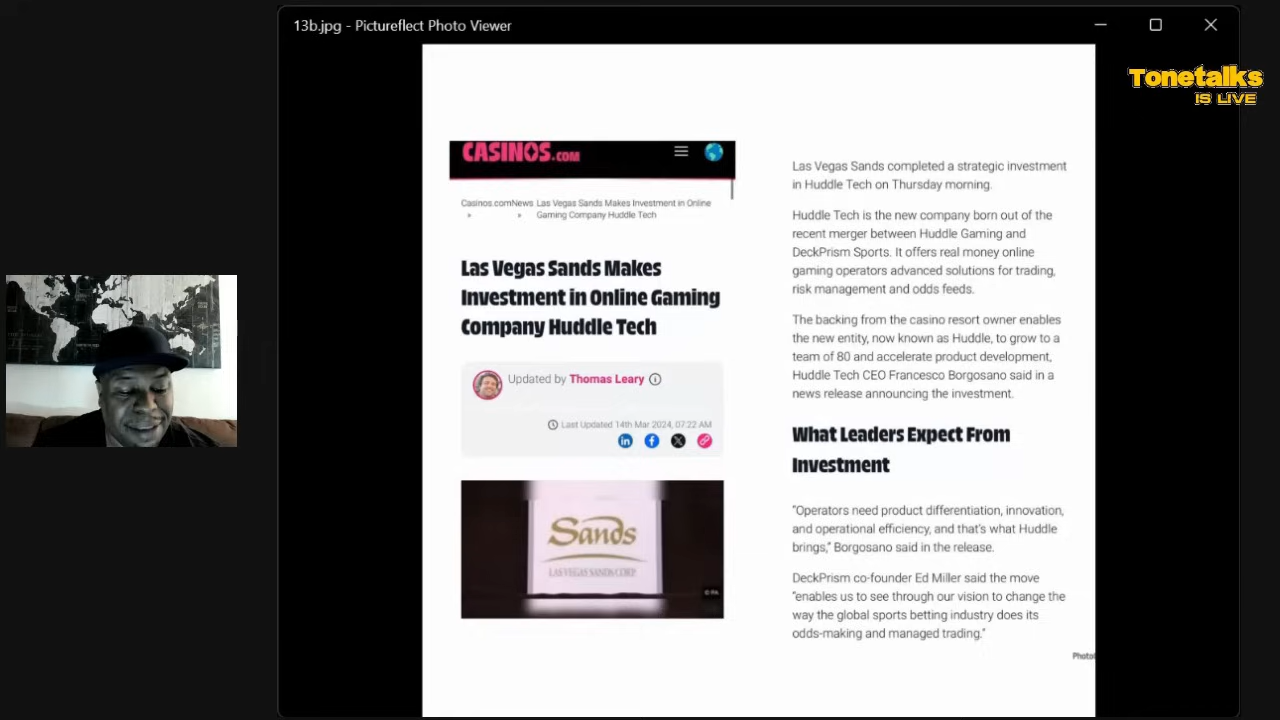 13b.jpg - Pictureflect Photo Viewer
Tonetalks
IS LIVE
CASINOS.COM
Casinos.comNews Las Vegas Sands Makes Investment in Online
» » Gaming Company Huddle Tech
Las Vegas Sands Makes
Investment in Online Gaming
Company Huddle Tech
Updated by Thomas Leary
Last Updated 14th Mar 2024, 07:22 AM
Sands
LAS VEGAS SANDS CORP.
© PA
Las Vegas Sands completed a strategic investment
in Huddle Tech on Thursday morning.
Huddle Tech is the new company born out of the
recent merger between Huddle Gaming and
DeckPrism Sports. It offers real money online
gaming operators advanced solutions for trading,
risk management and odds feeds.
The backing from the casino resort owner enables
the new entity, now known as Huddle, to grow to a
team of 80 and accelerate product development,
Huddle Tech CEO Francesco Borgosano said in a
news release announcing the investment.
What Leaders Expect From
Investment
“Operators need product differentiation, innovation,
and operational efficiency, and that’s what Huddle
brings,” Borgosano said in the release.
DeckPrism co-founder Ed Miller said the move
“enables us to see through our vision to change the
way the global sports betting industry does its
odds-making and managed trading.”